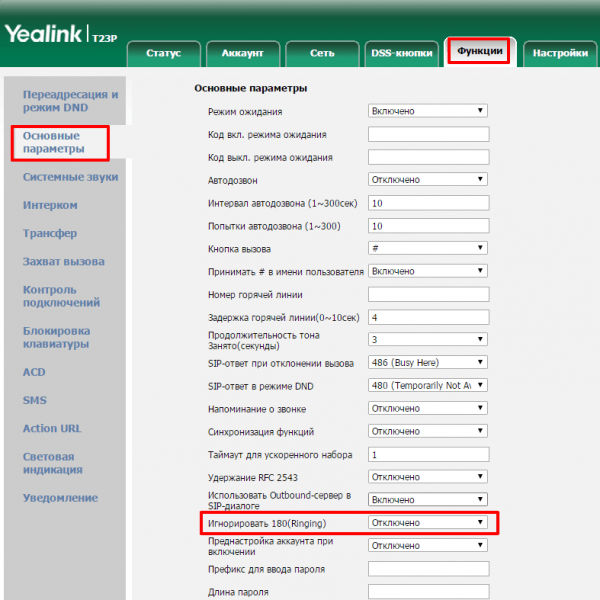 Yealink | T23P
Статус
Аккаунт
Сеть
DSS-кнопки
Функции
Настройки
Переадресация и
режим DND
Основные
параметры
Системные звуки
Интерком
Трансфер
Захват вызова
Контроль
подключений
Блокировка
клавиатуры
ACD
SMS
Action URL
Световая
индикация
Уведомление
Основные параметры
Режим ожидания Включено
Код вкл. режима ожидания
Код выкл. режима ожидания
Автодозвон Отключено
Интервал автодозвона (1~300сек) 10
Попытки автодозвона (1~300) 10
Кнопка вызова #
Принимать # в имени пользователя Включено
Номер горячей линии
Задержка горячей линии(0~10сек) 4
Продолжительность тона
Занято(секунды) 3
SIP-ответ при отклонении вызова 486 (Busy Here)
SIP-ответ в режиме DND 480 (Temporarily Not Av
Напоминание о звонке Отключено
Синхронизация функций Отключено
Таймаут для ускоренного набора 1
Удержание RFC 2543 Отключено
Использовать Outbound-сервер в
SIP-диалоге Включено
Игнорировать 180(Ringing) Отключено
Преднастройка аккаунта при
включении Отключено
Префикс для ввода пароля
Длина пароля